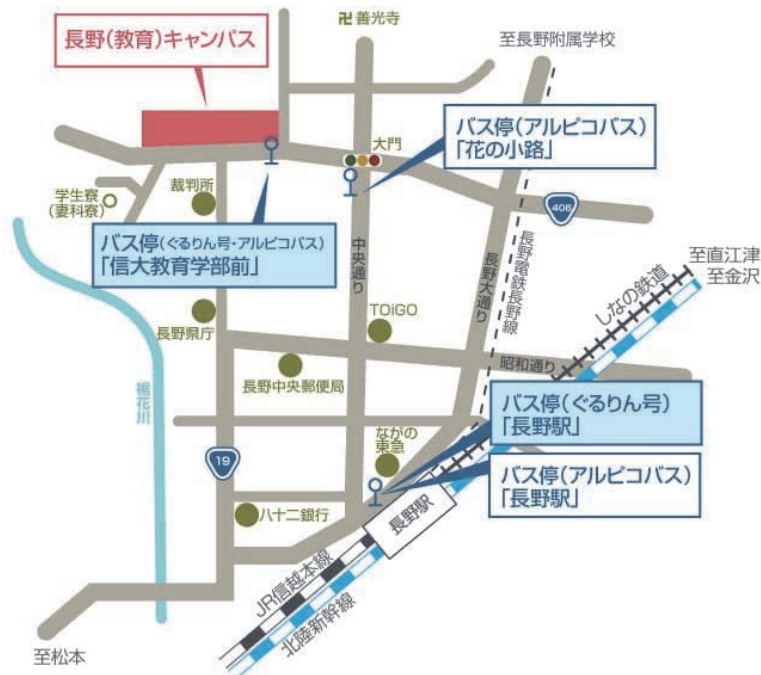 卍善光寺
至長野附属学校
長野(教育)キャンパス
バス停(アルピコバス)
「花の小路」
大門
学生寮
(妻科寮)
裁判所
406
バス停(ぐるりん号・アルピコバス)
「信大教育学部前」
中央通り
長野大通り
長野電鉄長野線
至直江津
至金沢
しなの鉄道
長野県庁
TOiGO
昭和通り
長野中央郵便局
裾花川
バス停(ぐるりん号)
「長野駅」
ながの
東急
19
バス停(アルピコバス)
「長野駅」
八十二銀行
長野駅
JR信越本線
北陸新幹線
至松本